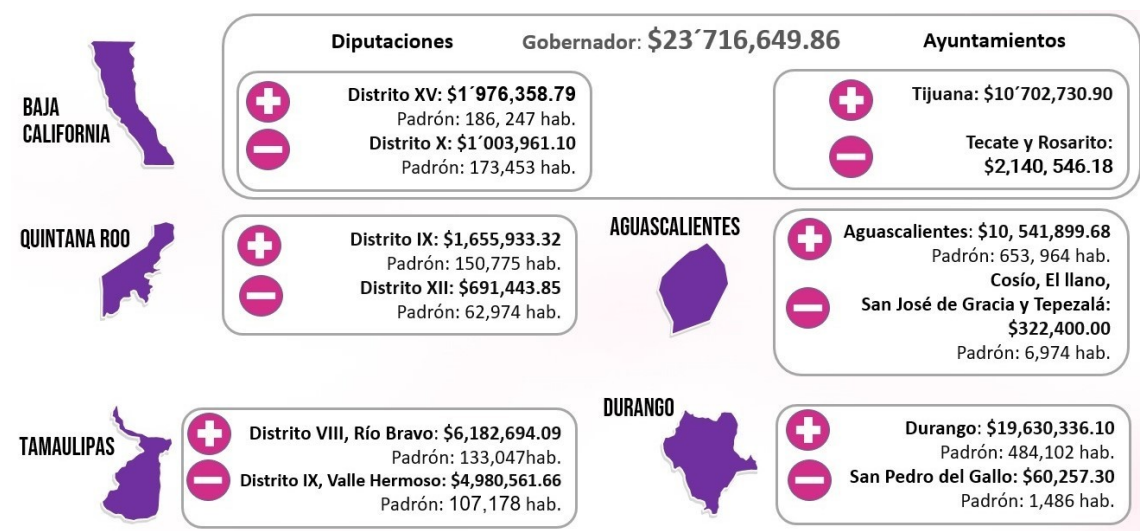 BAJA
CALIFORNIA
Diputaciones
Gobernador: $23´716,649.86
Ayuntamientos
Distrito XV: $1´976,358.79
Padrón: 186, 247 hab.
Distrito X: $1´003,961.10
Padrón: 173,453 hab.
Tijuana: $10´702,730.90
Tecate y Rosarito:
$2,140, 546.18
QUINTANA ROO
Distrito IX: $1,655,933.32
Padrón: 150,775 hab.
Distrito XII: $691,443.85
Padrón: 62,974 hab.
AGUASCALIENTES
Aguascalientes: $10, 541,899.68
Padrón: 653, 964 hab.
Cosío, El llano,
San José de Gracia y Tepezalá:
$322,400.00
Padrón: 6,974 hab.
TAMAULIPAS
Distrito VIII, Río Bravo: $6,182,694.09
Padrón: 133,047hab.
Distrito IX, Valle Hermoso: $4,980,561.66
Padrón: 107,178 hab.
DURANGO
Durango: $19,630,336.10
Padrón: 484,102 hab.
San Pedro del Gallo: $60,257.30
Padrón: 1,486 hab.